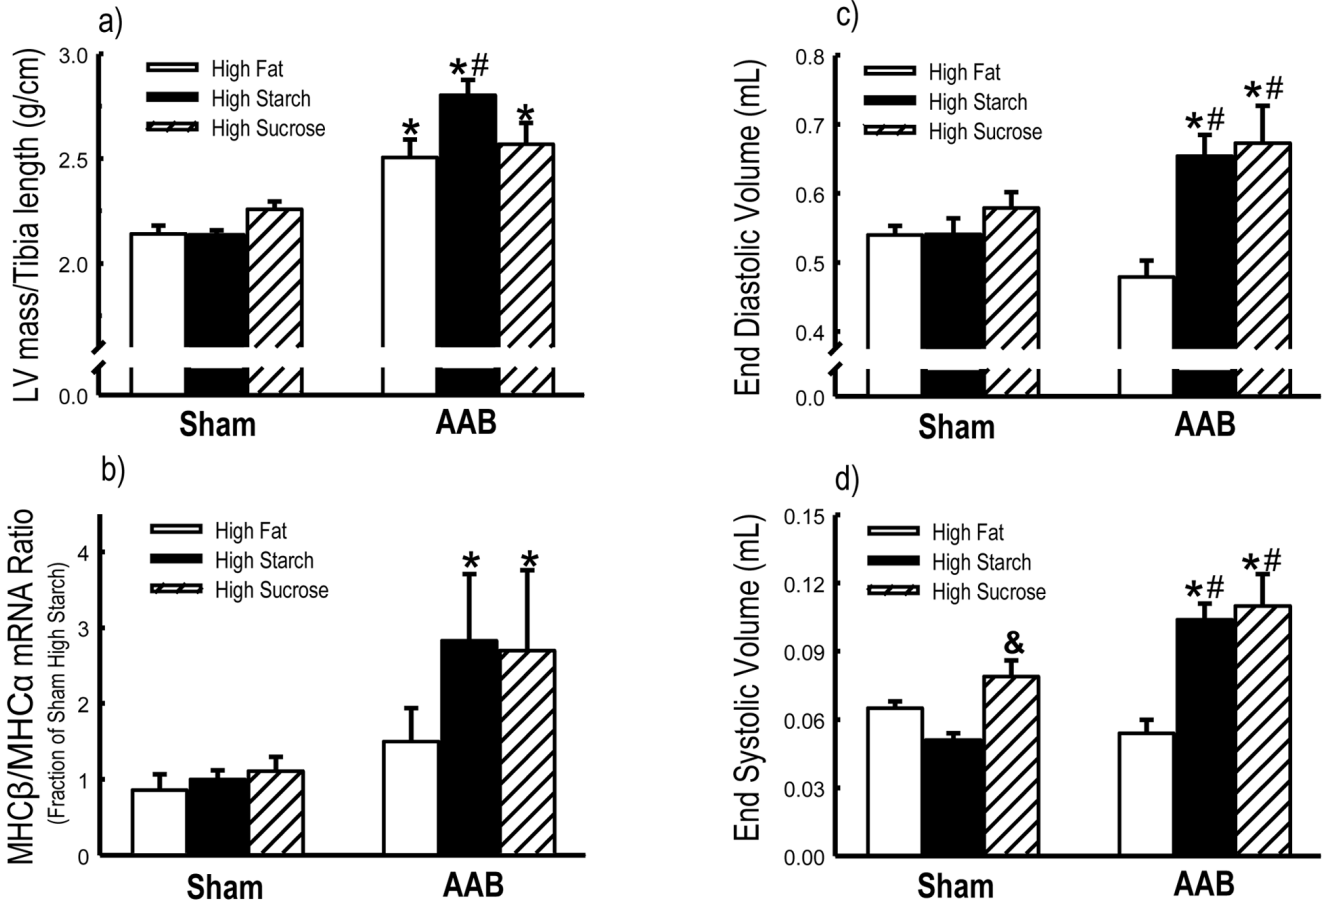 a)
LV mass/Tibia length (g/cm)
3.0
2.5
2.0
0.0
High Fat
High Starch
High Sucrose
*
*#
*
Sham
AAB
c)
End Diastolic Volume (mL)
0.8
0.7
0.6
0.5
0.4
0.0
High Fat
High Starch
High Sucrose
*#
*#
Sham
AAB
b)
MHCβ/MHCα mRNA Ratio
(Fraction of Sham High Starch)
4
3
2
1
0
High Fat
High Starch
High Sucrose
*
*
Sham
AAB
d)
End Systolic Volume (mL)
0.15
0.12
0.09
0.06
0.03
0.00
High Fat
High Starch
High Sucrose
&
*#
*#
Sham
AAB